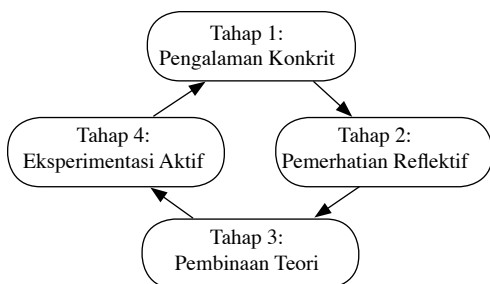 Tahap 1:
Pengalaman Konkrit
Tahap 2:
Pemerhatian Reflektif
Tahap 3:
Pembinaan Teori
Tahap 4:
Eksperimentasi Aktif